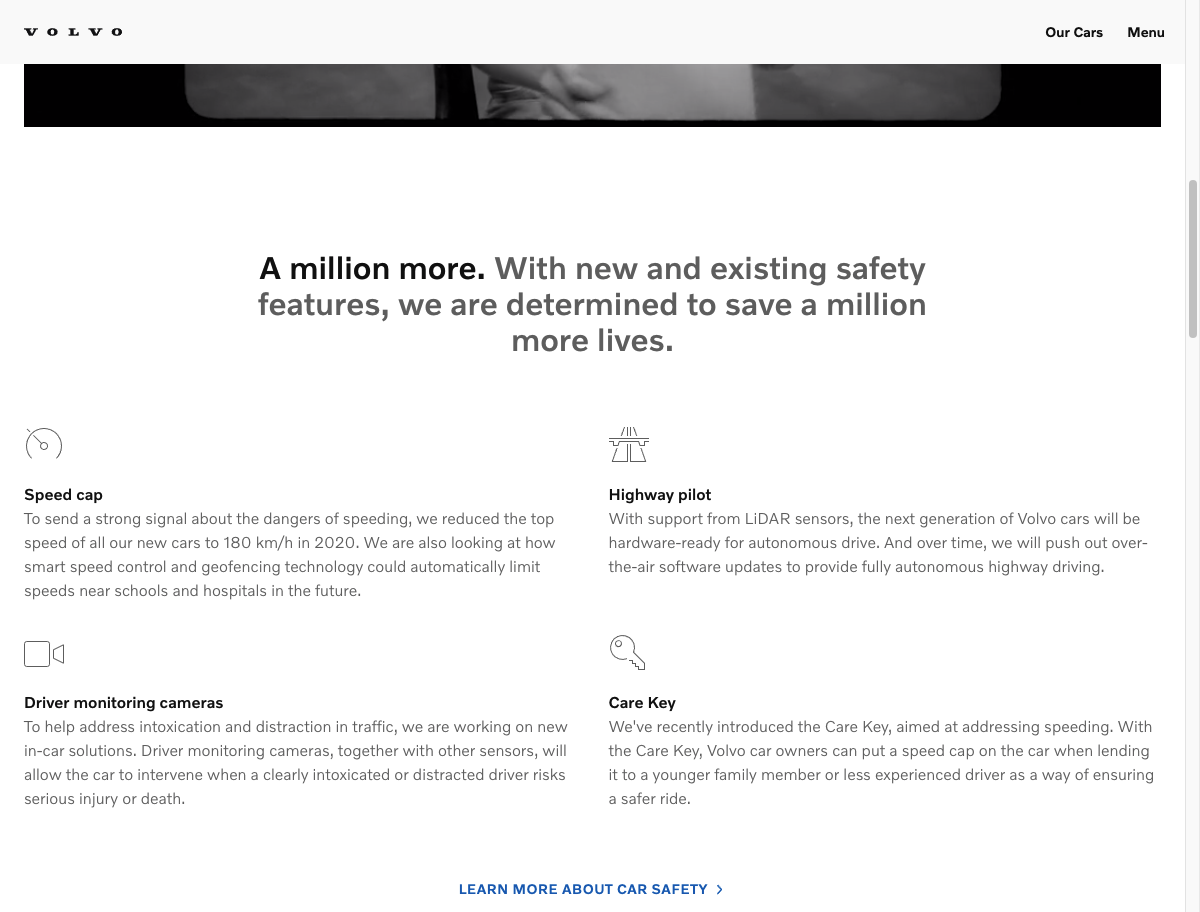 VOLVO
Our Cars
Menu
A million more. With new and existing safety
features, we are determined to save a million
more lives.
Speed cap
To send a strong signal about the dangers of speeding, we reduced the top
speed of all our new cars to 180 km/h in 2020. We are also looking at how
smart speed control and geofencing technology could automatically limit
speeds near schools and hospitals in the future.
Highway pilot
With support from LiDAR sensors, the next generation of Volvo cars will be
hardware-ready for autonomous drive. And over time, we will push out over-
the-air software updates to provide fully autonomous highway driving.
Driver monitoring cameras
To help address intoxication and distraction in traffic, we are working on new
in-car solutions. Driver monitoring cameras, together with other sensors, will
allow the car to intervene when a clearly intoxicated or distracted driver risks
serious injury or death.
Care Key
We've recently introduced the Care Key, aimed at addressing speeding. With
the Care Key, Volvo car owners can put a speed cap on the car when lending
it to a younger family member or less experienced driver as a way of ensuring
a safer ride.
LEARN MORE ABOUT CAR SAFETY